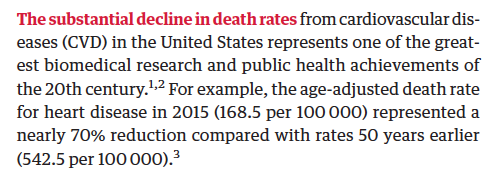 The substantial decline in death rates from cardiovascular dis-
eases (CVD) in the United States represents one of the great-
est biomedical research and public health achievements of
the 20th century.1,2 For example, the age-adjusted death rate
for heart disease in 2015 (168.5 per 100 000) represented a
nearly 70% reduction compared with rates 50 years earlier
(542.5 per 100 000).3